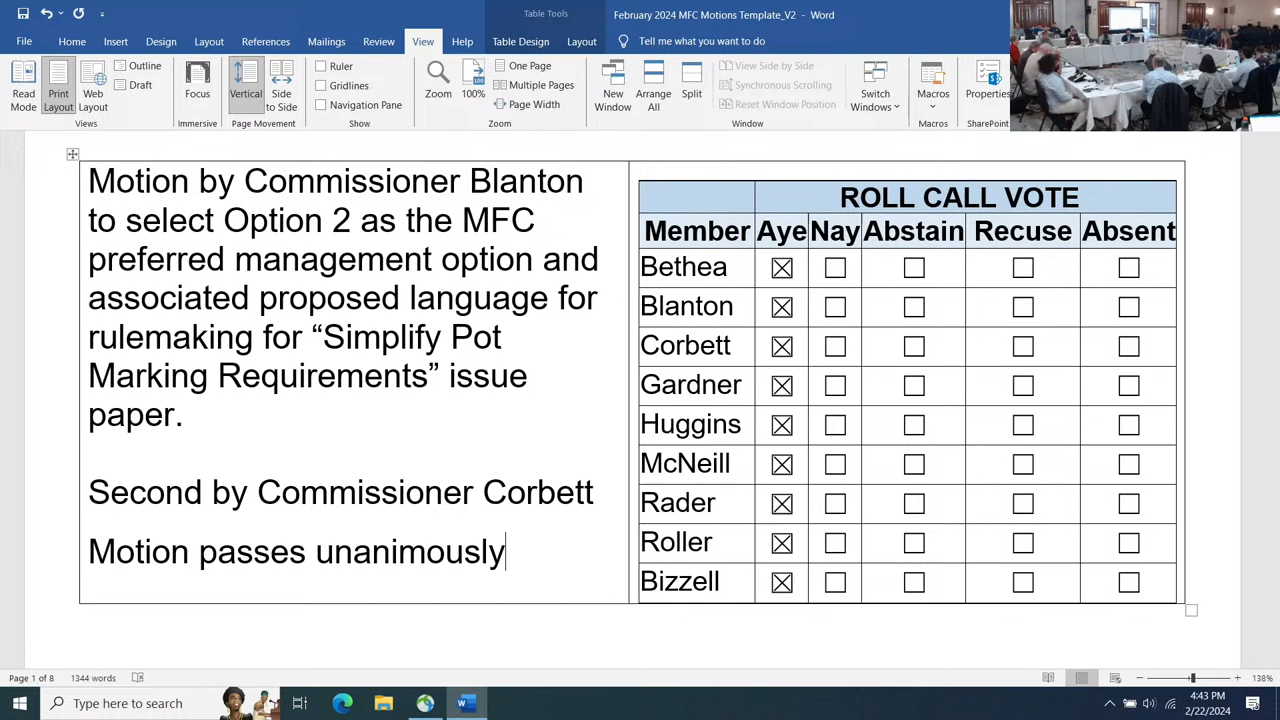 Table Tools
February 2024 MFC Motions Template_V2 - Word
File Home Insert Design Layout References Mailings Review View Help Table Design Layout Tell me what you want to do
Read Mode
Print Layout
Web Layout
Outline
Draft
Views
Focus
Immersive
Vertical
Side to Side
Page Movement
Ruler
Gridlines
Navigation Pane
Show
Zoom
100%
One Page
Multiple Pages
Page Width
Zoom
New Window
Arrange All
Split
View Side by Side
Synchronous Scrolling
Reset Window Position
Window
Switch Windows
Macros
Macros
Properties
SharePoint
Motion by Commissioner Blanton
to select Option 2 as the MFC
preferred management option and
associated proposed language for
rulemaking for “Simplify Pot
Marking Requirements” issue
paper.
Second by Commissioner Corbett
Motion passes unanimously
ROLL CALL VOTE
Member Aye Nay Abstain Recuse Absent
Bethea ☒ ☐ ☐ ☐ ☐
Blanton ☒ ☐ ☐ ☐ ☐
Corbett ☒ ☐ ☐ ☐ ☐
Gardner ☒ ☐ ☐ ☐ ☐
Huggins ☒ ☐ ☐ ☐ ☐
McNeill ☒ ☐ ☐ ☐ ☐
Rader ☒ ☐ ☐ ☐ ☐
Roller ☒ ☐ ☐ ☐ ☐
Bizzell ☒ ☐ ☐ ☐ ☐
Page 1 of 8 1344 words
138%
Type here to search
4:43 PM
2/22/2024